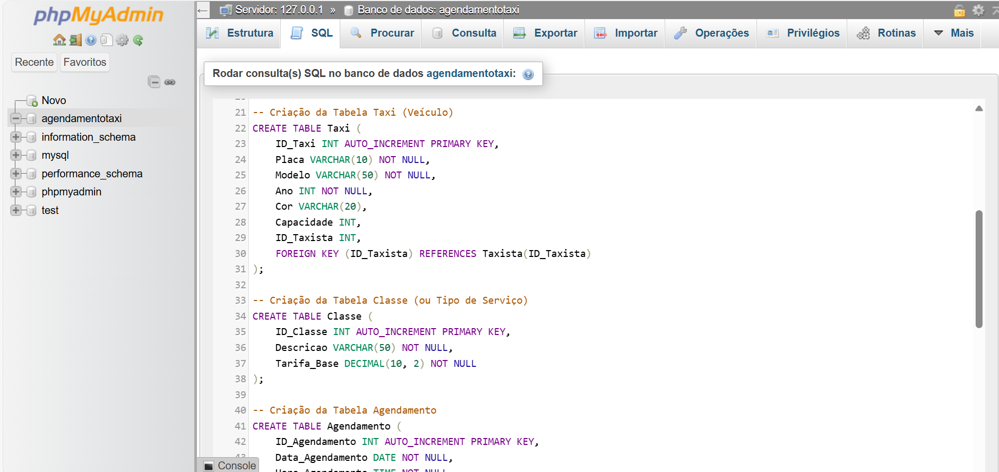 phpMyAdmin
Recente
Favoritos
Novo
agendamentotaxi
information_schema
mysql
performance_schema
phpmyadmin
test
Servidor: 127.0.0.1 » Banco de dados: agendamentotaxi
Estrutura
SQL
Procurar
Consulta
Exportar
Importar
Operações
Privilégios
Rotinas
Mais
Rodar consulta(s) SQL no banco de dados agendamentotaxi:
21 -- Criação da Tabela Taxi (Veículo)
22 CREATE TABLE Taxi (
23 ID_Taxi INT AUTO_INCREMENT PRIMARY KEY,
24 Placa VARCHAR(10) NOT NULL,
25 Modelo VARCHAR(50) NOT NULL,
26 Ano INT NOT NULL,
27 Cor VARCHAR(20),
28 Capacidade INT,
29 ID_Taxista INT,
30 FOREIGN KEY (ID_Taxista) REFERENCES Taxista(ID_Taxista)
31 );
32
33 -- Criação da Tabela Classe (ou Tipo de Serviço)
34 CREATE TABLE Classe (
35 ID_Classe INT AUTO_INCREMENT PRIMARY KEY,
36 Descricao VARCHAR(50) NOT NULL,
37 Tarifa_Base DECIMAL(10, 2) NOT NULL
38 );
39
40 -- Criação da Tabela Agendamento
41 CREATE TABLE Agendamento (
42 ID_Agendamento INT AUTO_INCREMENT PRIMARY KEY,
43 Data_Agendamento DATE NOT NULL,
Hora_Agendamento TIME NOT NULL
Console